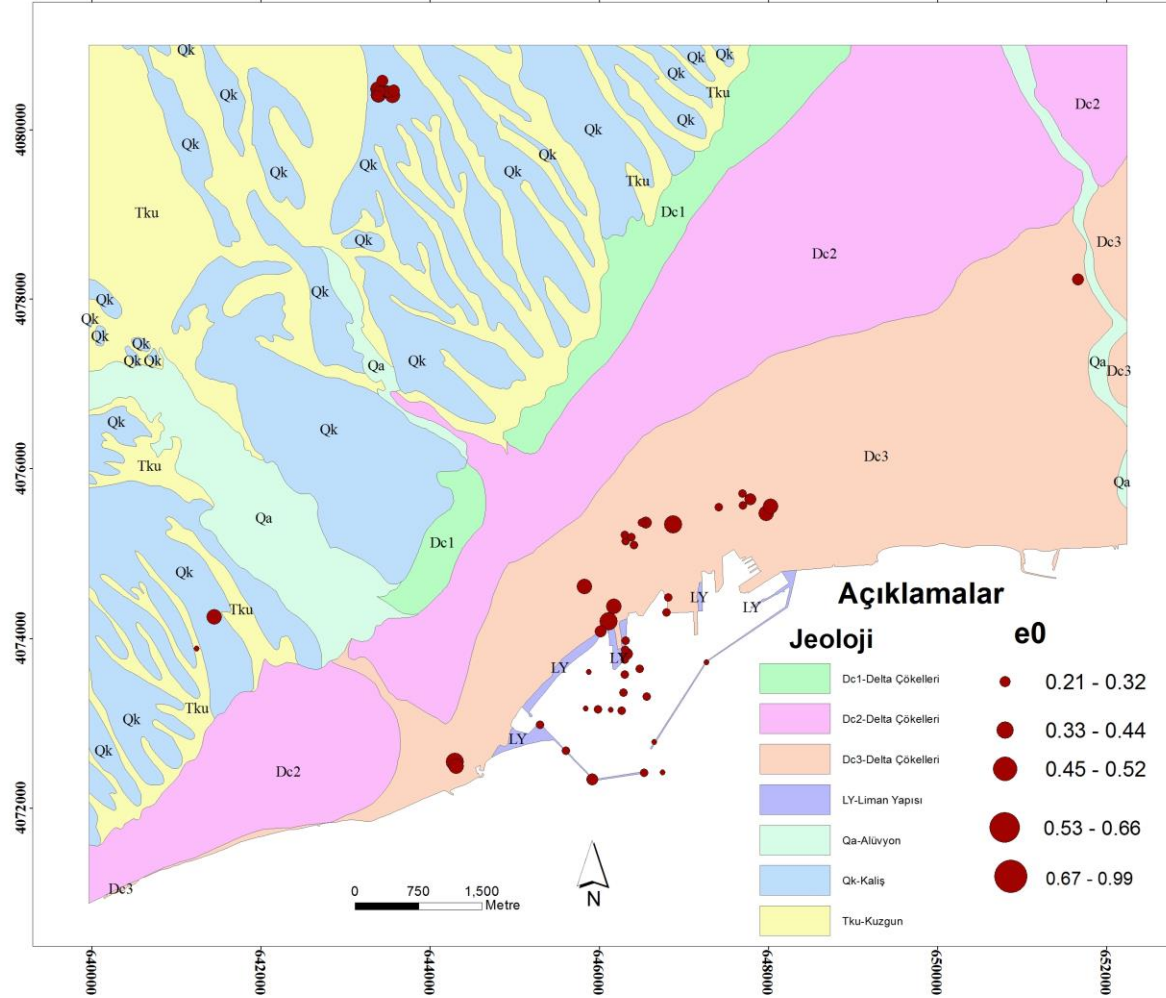 Qk
Qk
Qk
Qk
Tku
Qk
Dc2
4080000
Qk
Qk
Qk
Qk
Qk
Qk
Qk
Tku
Tku
Dc1
Dc3
Qk
Dc2
Qk
Qk
4078000
Qk
Qk
Qk
Qk Qk
Qa
Qk
Qa
Dc3
Qk
Qk
Tku
Dc3
4076000
Qa
Qa
Dc1
Qk
Tku
LY
LY
Açıklamalar
4074000
Jeoloji
e0
LY
LY
Dc1-Delta Çökelleri
0.21 - 0.32
Qk
Tku
Dc2-Delta Çökelleri
0.33 - 0.44
LY
Qk
Dc3-Delta Çökelleri
0.45 - 0.52
Dc2
LY-Liman Yapısı
4072000
Qa-Alüvyon
0.53 - 0.66
Dc3
Qk-Kaliş
0.67 - 0.99
0 750 1,500
Metre
N
Tku-Kuzgun
640000
642000
644000
646000
648000
650000
652000